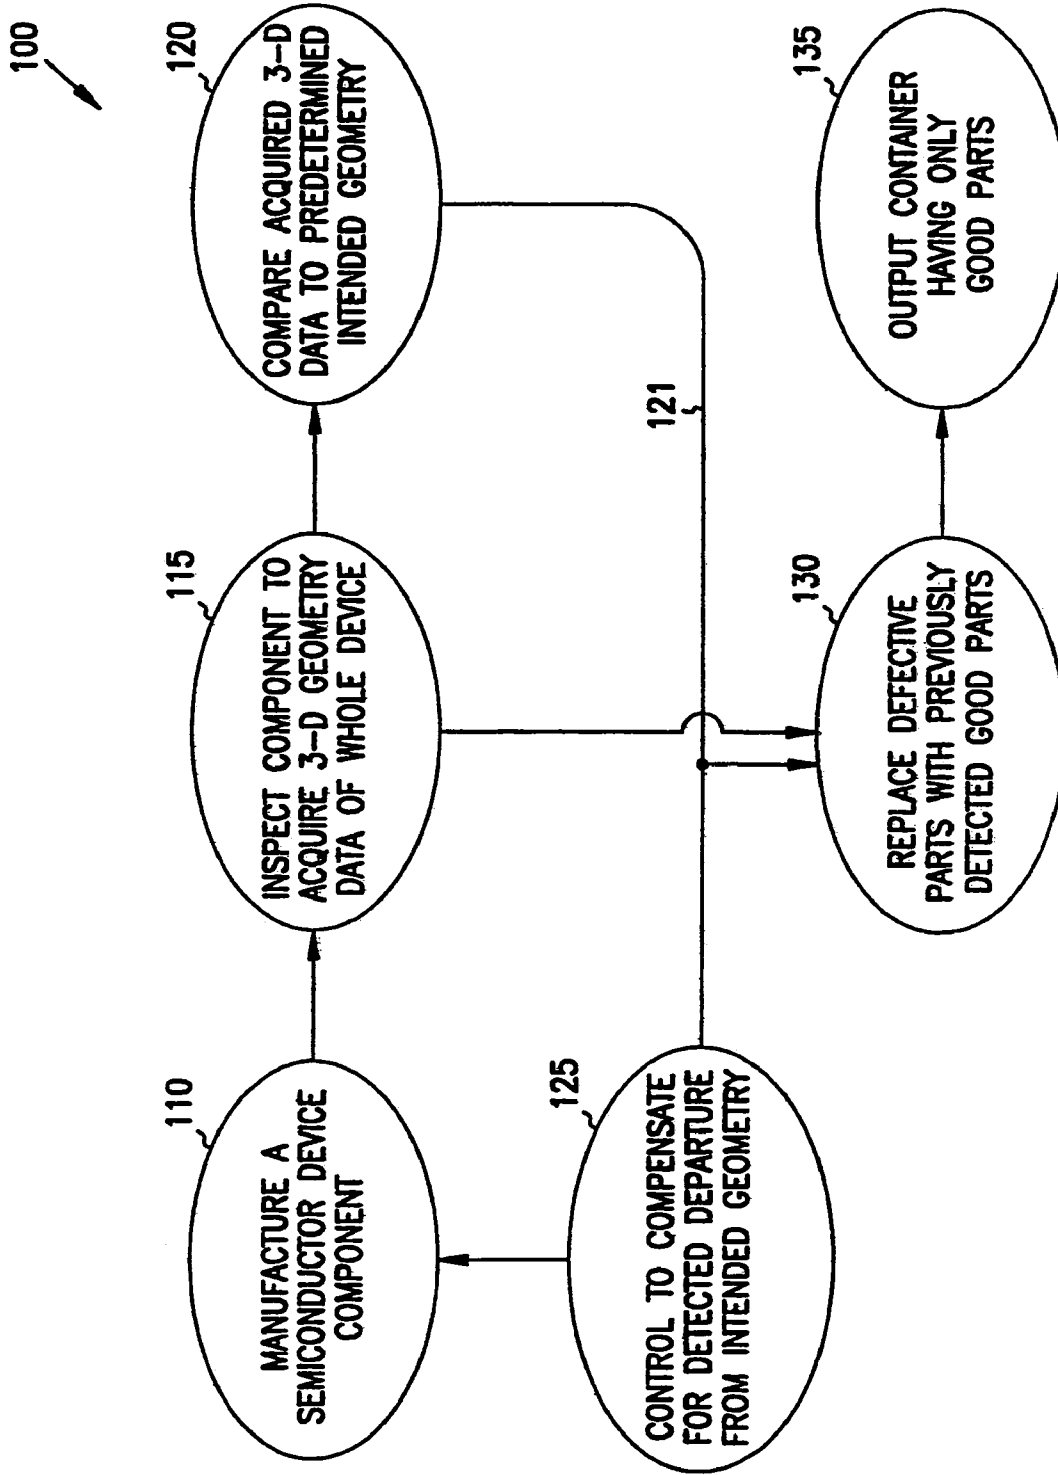 100
110
MANUFACTURE A
SEMICONDUCTOR DEVICE
COMPONENT
115
INSPECT COMPONENT TO
ACQUIRE 3-D GEOMETRY
DATA OF WHOLE DEVICE
120
COMPARE ACQUIRED 3-D
DATA TO PREDETERMINED
INTENDED GEOMETRY
121
125
CONTROL TO COMPENSATE
FOR DETECTED DEPARTURE
FROM INTENDED GEOMETRY
130
REPLACE DEFECTIVE
PARTS WITH PREVIOUSLY
DETECTED GOOD PARTS
135
OUTPUT CONTAINER
HAVING ONLY
GOOD PARTS